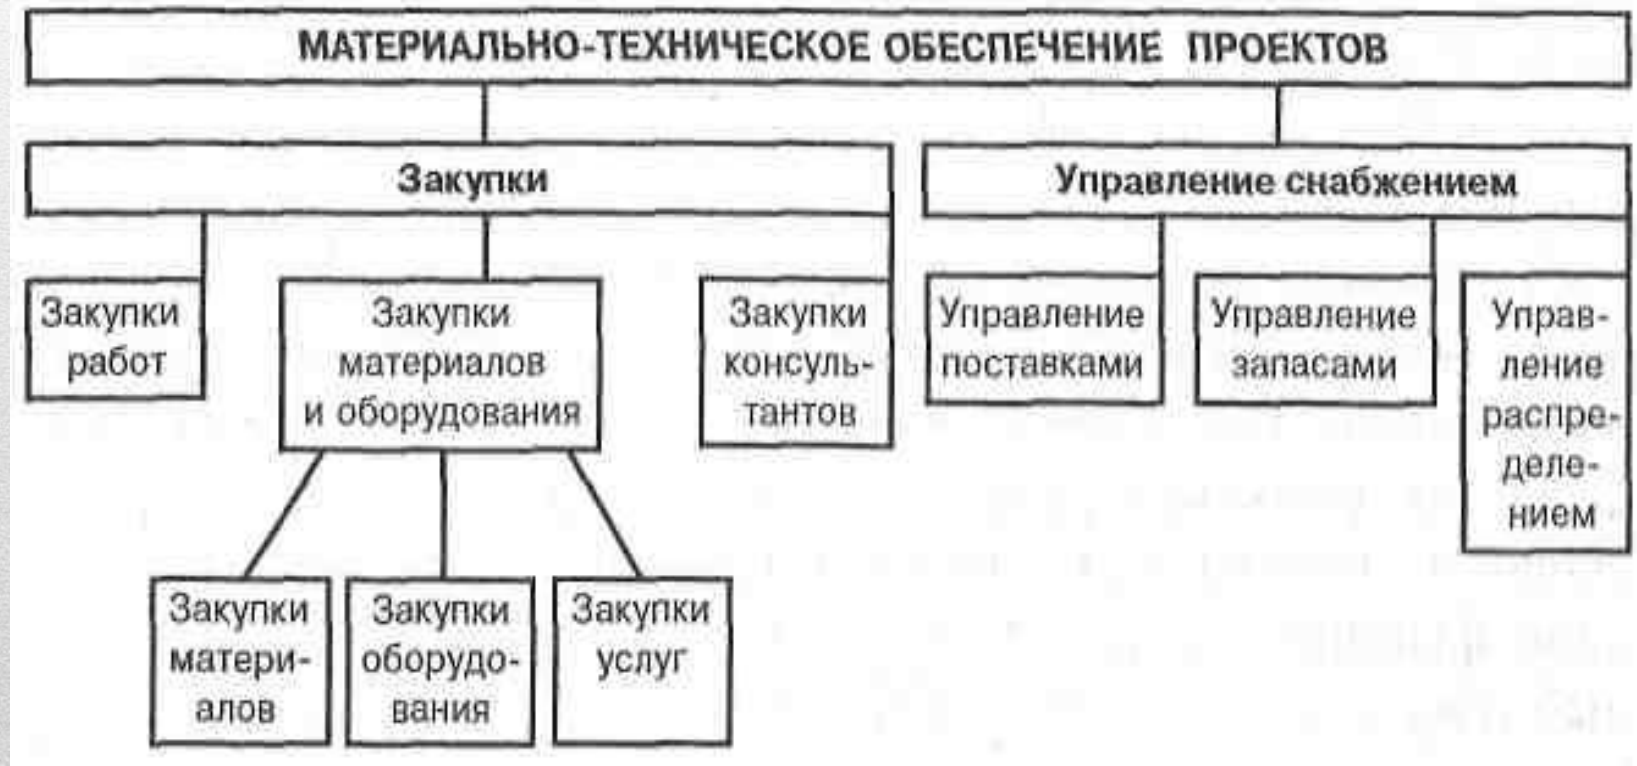 МАТЕРИАЛЬНО-ТЕХНИЧЕСКОЕ ОБЕСПЕЧЕНИЕ ПРОЕКТОВ
Закупки
Управление снабжением
Закупки
работ
Закупки
материалов
и оборудования
Закупки
консуль-
тантов
Управление
поставками
Управление
запасами
Управ-
ление
распре-
деле-
нием
Закупки
матери-
алов
Закупки
оборудо-
вания
Закупки
услуг